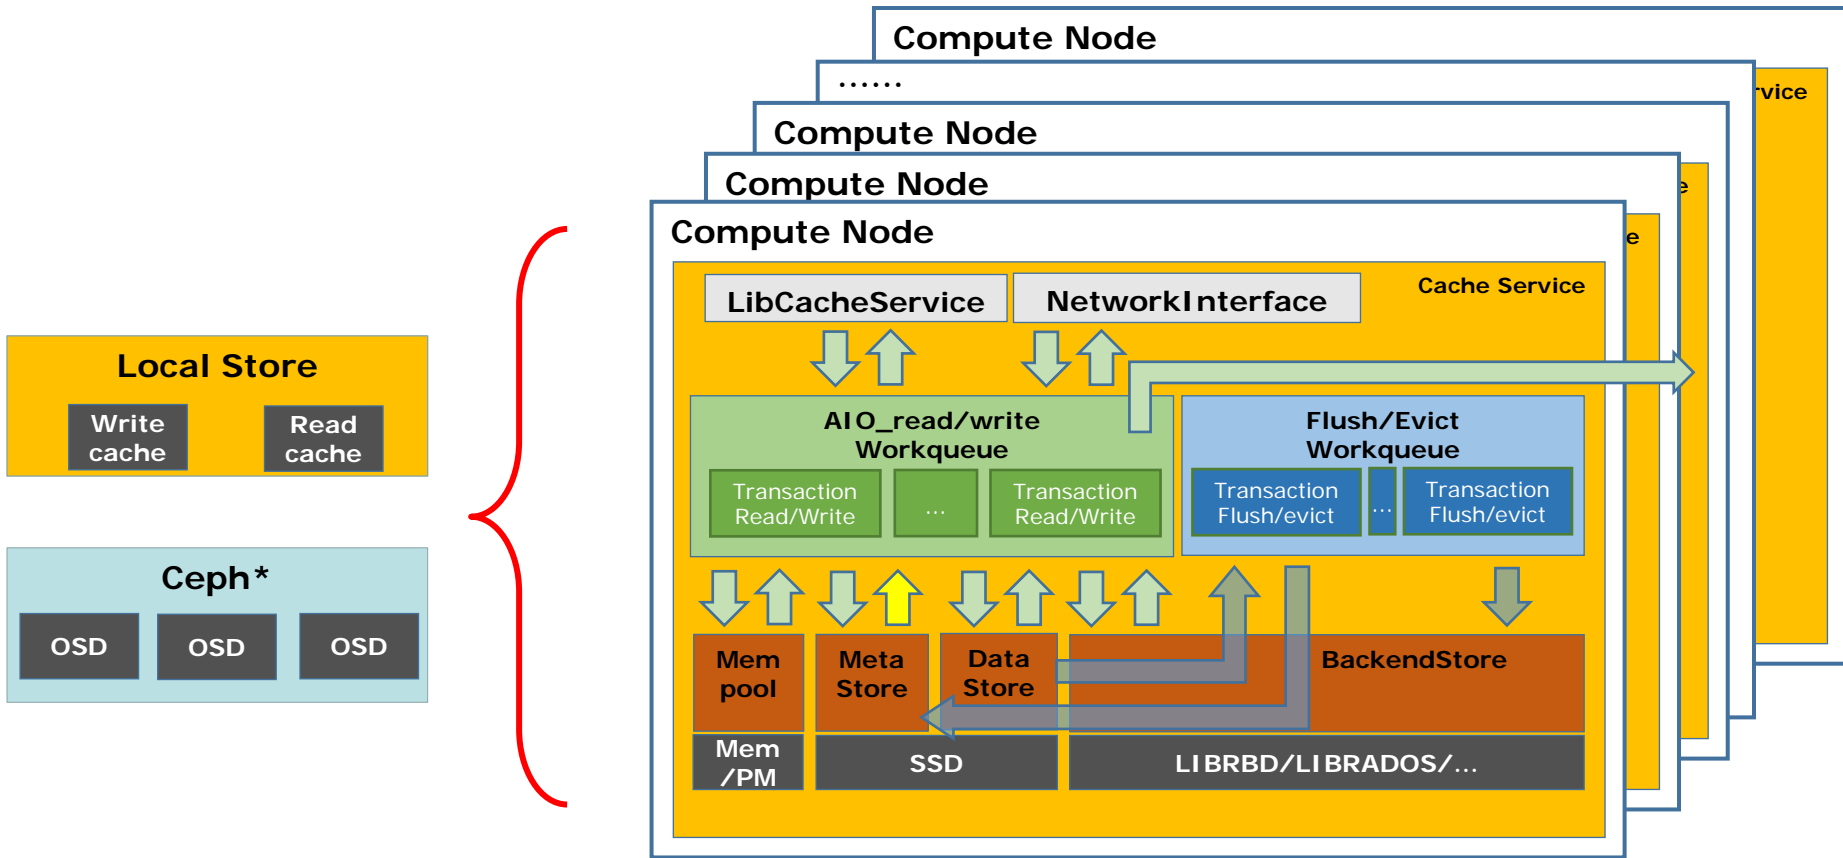 Compute Node
......
Compute Node
Compute Node
Compute Node
Cache Service
LibCacheService
NetworkInterface
AIO_read/write
Workqueue
Transaction
Read/Write
...
Transaction
Read/Write
Flush/Evict
Workqueue
Transaction
Flush/evict
...
Transaction
Flush/evict
Mem
pool
Meta
Store
Data
Store
BackendStore
Mem
/PM
SSD
LIBRBD/LIBRADOS/...
Local Store
Write
cache
Read
cache
Ceph*
OSD
OSD
OSD